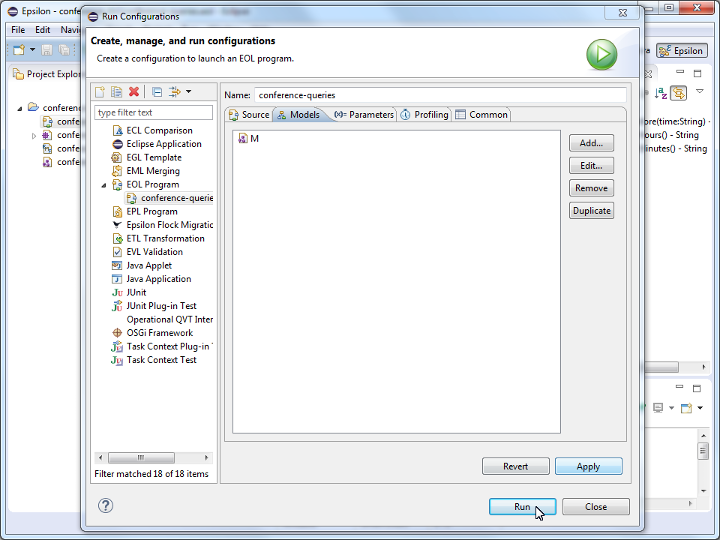 Epsilon - confe
Run Configurations
File
Edit
Navi
Create, manage, and run configurations
Create a configuration to launch an EOL program.
Epsilon
Project Explor
type filter text
Name:
conference-queries
Source
Models
(x)=
Parameters
Profiling
Common
conferenc
confe
confe
confe
confe
ECL Comparison
Eclipse Application
EGL Template
EML Merging
EOL Program
conference-querie
EPL Program
Epsilon Flock Migratic
ETL Transformation
EVL Validation
Java Applet
Java Application
JUnit
JUnit Plug-in Test
Operational QVT Inter
OSGi Framework
Task Context Plug-in
Task Context Test
M
Add...
Edit...
Remove
Duplicate
ore(time:String)
ours() - String
inutes() - String
Filter matched 18 of 18 items
Revert
Apply
Run
Close